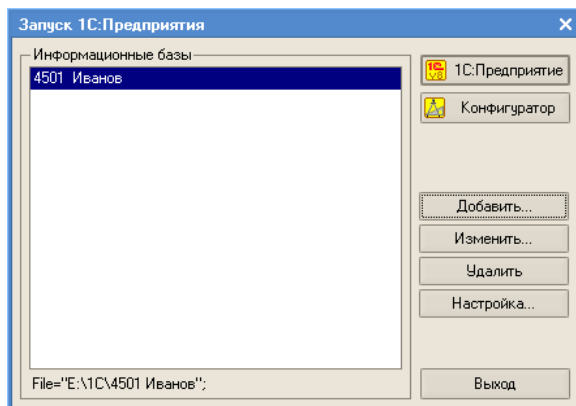 Запуск 1С:Предприятия
Информационные базы
4501 Иванов
1С:Предприятие
Конфигуратор
Добавить...
Изменить...
Удалить
Настройка...
File="E:\1C\4501 Иванов";
Выход